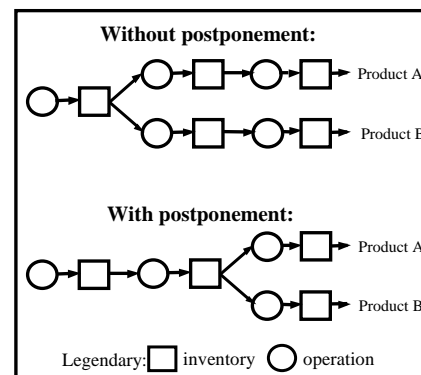 Without postponement:
Product A
Product B
With postponement:
Product A
Product B
Legendary: inventory operation